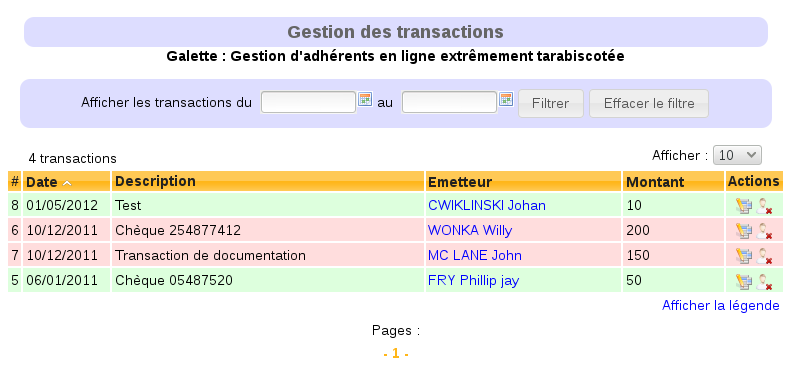 Gestion des transactions
Galette : Gestion d'adhérents en ligne extrêmement tarabiscotée
Afficher les transactions du au Filtrer Effacer le filtre
4 transactions Afficher : 10
# Date Description Emetteur Montant Actions
8 01/05/2012 Test CWIKLINSKI Johan 10
6 10/12/2011 Chèque 254877412 WONKA Willy 200
7 10/12/2011 Transaction de documentation MC LANE John 150
5 06/01/2011 Chèque 05487520 FRY Phillip jay 50
Afficher la légende
Pages :
- 1 -